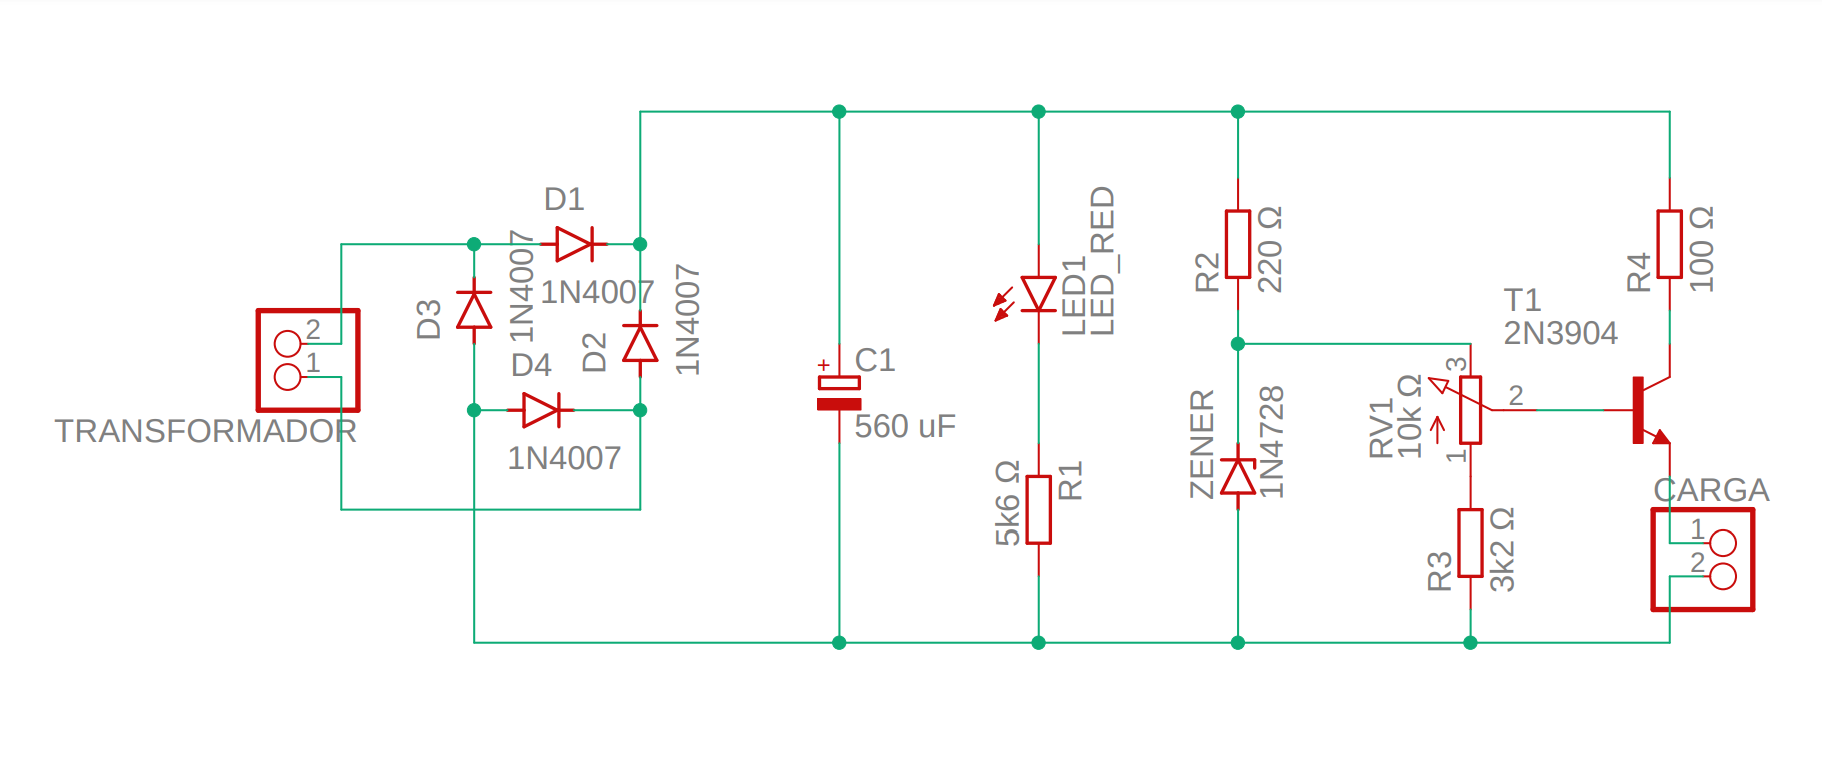 D1
1N4007
D3
1N4007
D2
1N4007
D4
1N4007
2
1
TRANSFORMADOR
+
C1
560 uF
LED1
LED_RED
5k6 Ω
R1
R2
220 Ω
ZENER
1N4728
RV1
10k Ω
3
2
1
R3
3k2 Ω
T1
2N3904
R4
100 Ω
CARGA
1
2